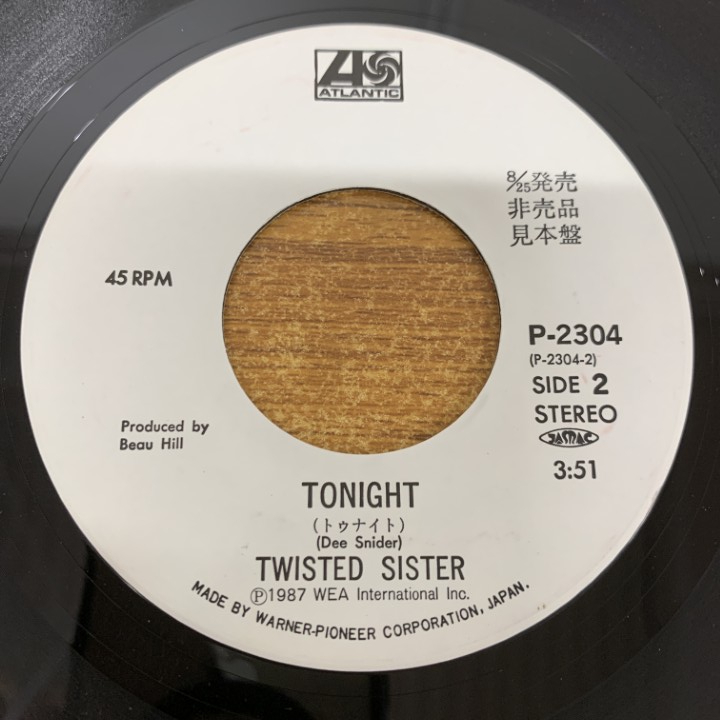 ATLANTIC
8/25発売
非売品
見本盤
45 RPM
P-2304
(P-2304-2)
SIDE 2
STEREO
JASRAC
3:51
Produced by
Beau Hill
TONIGHT
(トゥナイト)
(Dee Snider)
TWISTED SISTER
Ⓟ1987 WEA International Inc.
MADE BY WARNER-PIONEER CORPORATION, JAPAN.